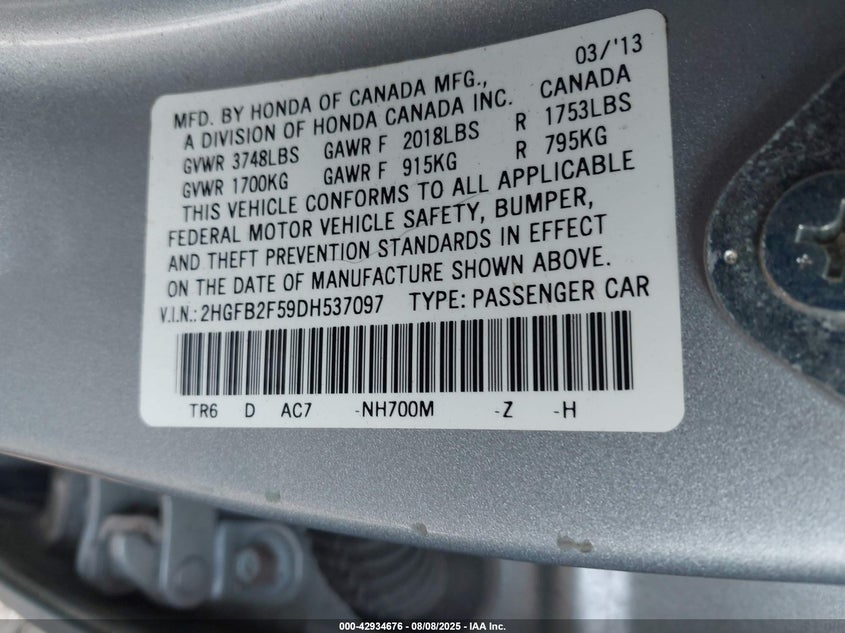 03/'13
MFD. BY HONDA OF CANADA MFG.,
A DIVISION OF HONDA CANADA INC. CANADA
GVWR 3748LBS GAWR F 2018LBS R 1753LBS
GVWR 1700KG GAWR F 915KG R 795KG
THIS VEHICLE CONFORMS TO ALL APPLICABLE
FEDERAL MOTOR VEHICLE SAFETY, BUMPER,
AND THEFT PREVENTION STANDARDS IN EFFECT
ON THE DATE OF MANUFACTURE SHOWN ABOVE.
V.I.N.: 2HGFB2F59DH537097 TYPE: PASSENGER CAR
TR6 D AC7 -NH700M -Z -H
000-42934676 - 08/08/2025 - IAA Inc.